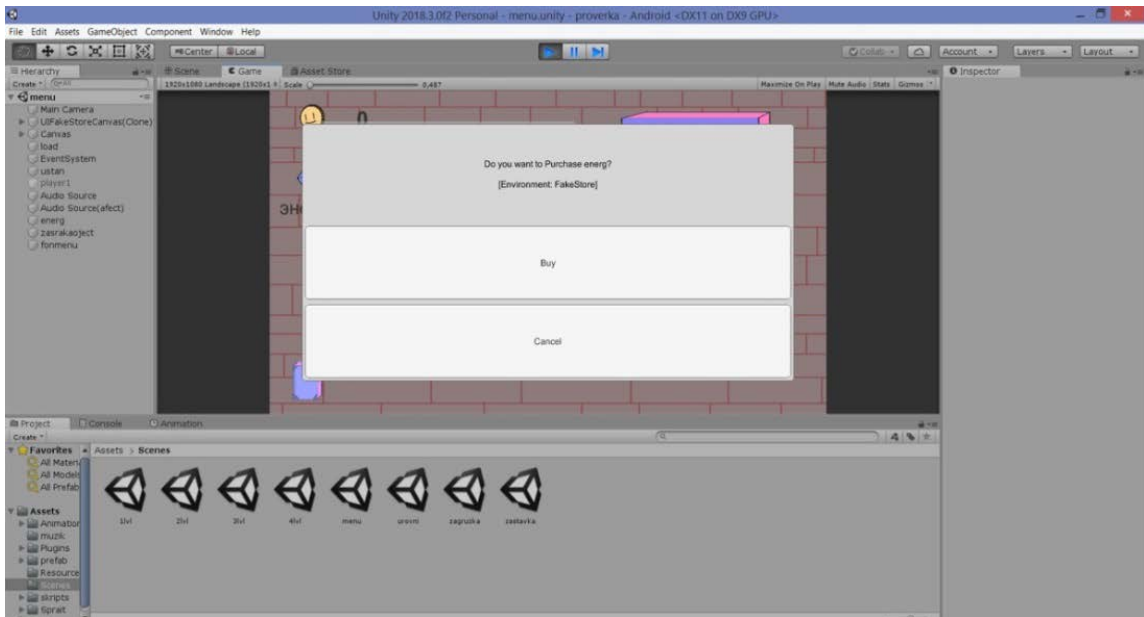 Unity 2018.3.0f2 Personal - menu.unity - proverka - Android <DX11 on DX9 GPU>
File Edit Assets GameObject Component Window Help
Center Local Collab Account Layers Layout
Hierarchy Scene Game Asset Store Inspector
Create 1920x1080 Landscape (1920x1 Scale 0,487 Maximize On Play Mute Audio Stats Gizmos
menu
Main Camera
UIFakeStoreCanvas(Clone)
Canvas
load
EventSystem
ustan
player1
Audio Source
Audio Source(afect)
energ
zasrakaoject
fonmenu
0
ЭН
Do you want to Purchase energ?
[Environment: FakeStore]
Buy
Cancel
Project Console Animation
Create
Favorites
All Materi
All Models
All Prefab
Assets
Animation
muzik
Plugins
prefab
Resource
Scenes
skripts
Sprait
Assets > Scenes
1lvl 2lvl 3lvl 4lvl menu urovni zagruzka zastavka